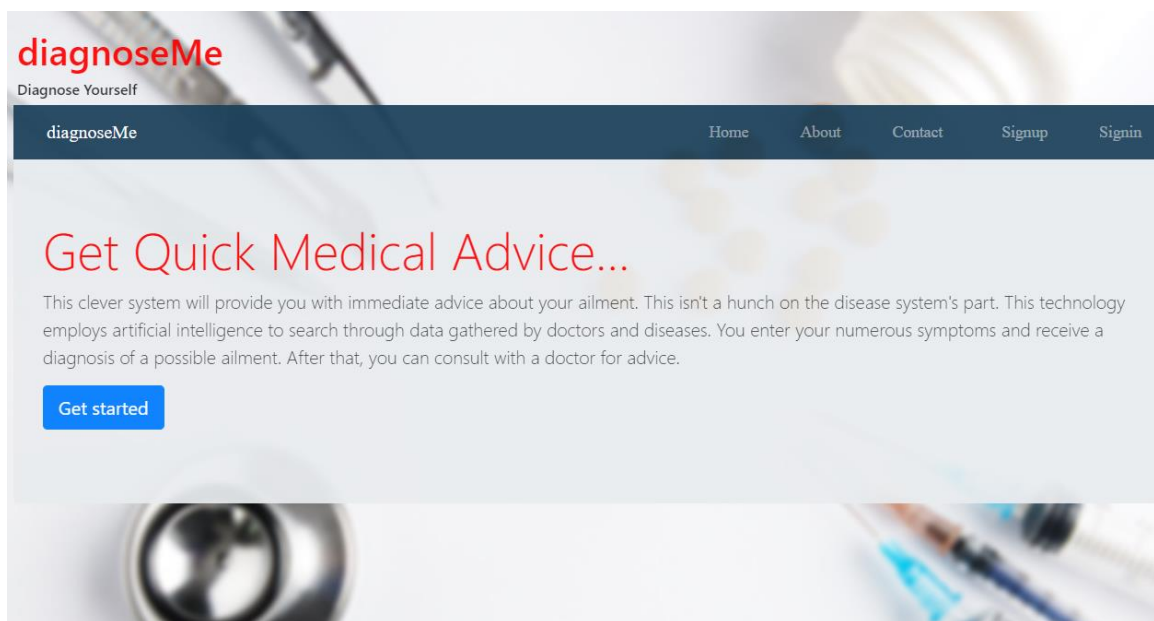 diagnoseMe
Diagnose Yourself
diagnoseMe Home About Contact Signup Signin
Get Quick Medical Advice...
This clever system will provide you with immediate advice about your ailment. This isn't a hunch on the disease system's part. This technology
employs artificial intelligence to search through data gathered by doctors and diseases. You enter your numerous symptoms and receive a
diagnosis of a possible ailment. After that, you can consult with a doctor for advice.
Get started